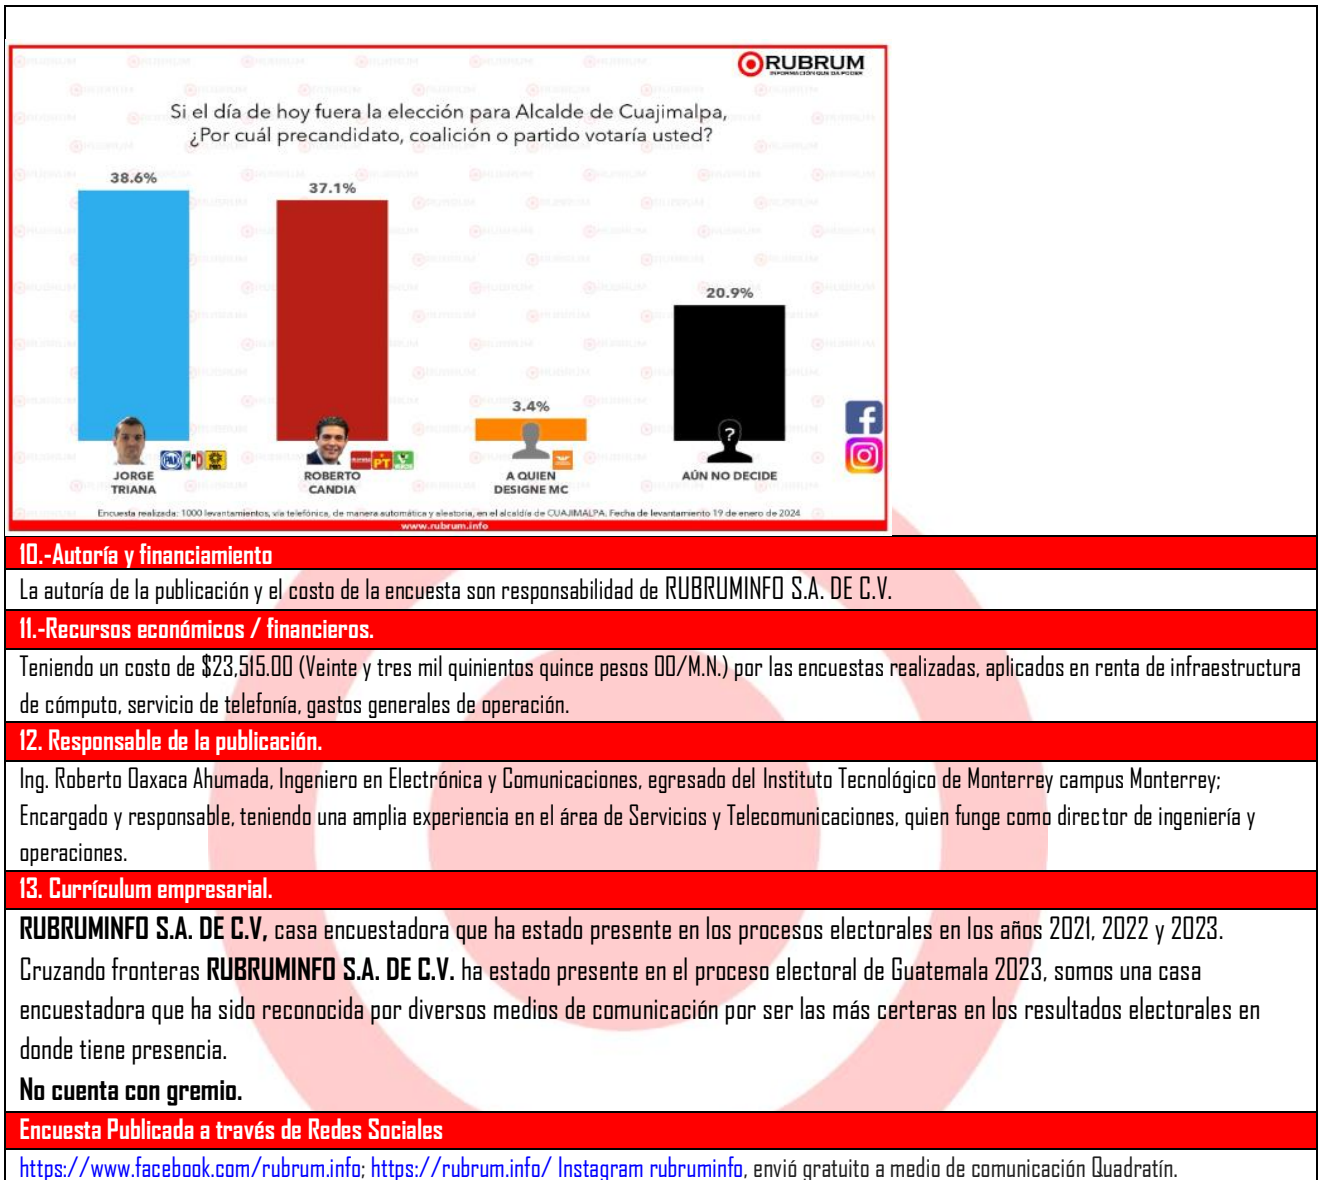 RUBRUM
INFORMACIÓN QUE DA PODER
Si el día de hoy fuera la elección para Alcalde de Cuajimalpa,
¿Por cuál precandidato, coalición o partido votaría usted?
38.6%
37.1%
3.4%
20.9%
?
PAN PRI PRD
morena PT VERDE
JORGE
TRIANA
ROBERTO
CANDIA
A QUIEN
DESIGNE MC
AÚN NO DECIDE
Encuesta realizada: 1000 levantamientos, vía telefónica, de manera automática y aleatoria, en el alcaldía de CUAJIMALPA. Fecha de levantamiento 19 de enero de 2024
www.rubrum.info
10.-Autoría y financiamiento
La autoría de la publicación y el costo de la encuesta son responsabilidad de RUBRUMINFO S.A. DE C.V.
11.-Recursos económicos / financieros.
Teniendo un costo de $23,515.00 (Veinte y tres mil quinientos quince pesos 00/M.N.) por las encuestas realizadas, aplicados en renta de infraestructura
de cómputo, servicio de telefonía, gastos generales de operación.
12. Responsable de la publicación.
Ing. Roberto Oaxaca Ahumada, Ingeniero en Electrónica y Comunicaciones, egresado del Instituto Tecnológico de Monterrey campus Monterrey;
Encargado y responsable, teniendo una amplia experiencia en el área de Servicios y Telecomunicaciones, quien funge como director de ingeniería y
operaciones.
13. Currículum empresarial.
RUBRUMINFO S.A. DE C.V, casa encuestadora que ha estado presente en los procesos electorales en los años 2021, 2022 y 2023.
Cruzando fronteras RUBRUMINFO S.A. DE C.V. ha estado presente en el proceso electoral de Guatemala 2023, somos una casa
encuestadora que ha sido reconocida por diversos medios de comunicación por ser las más certeras en los resultados electorales en
donde tiene presencia.
No cuenta con gremio.
Encuesta Publicada a través de Redes Sociales
https://www.facebook.com/rubrum.info; https://rubrum.info/ Instagram rubruminfo, envió gratuito a medio de comunicación Quadratín.